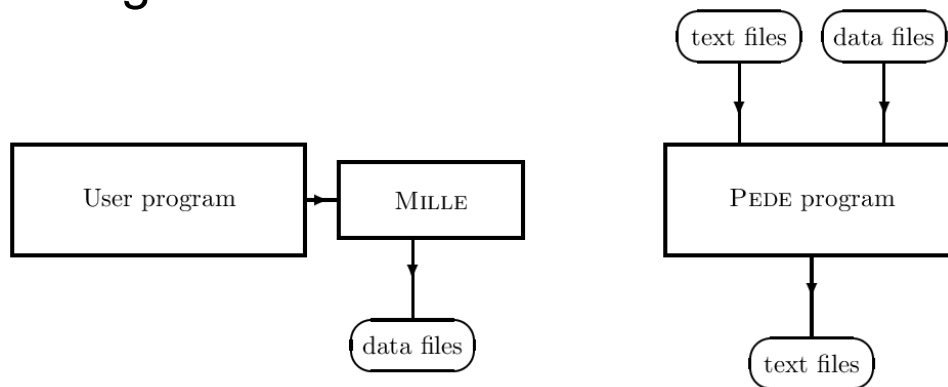 text files
data files
User program
MILLE
PEDE program
data files
text files